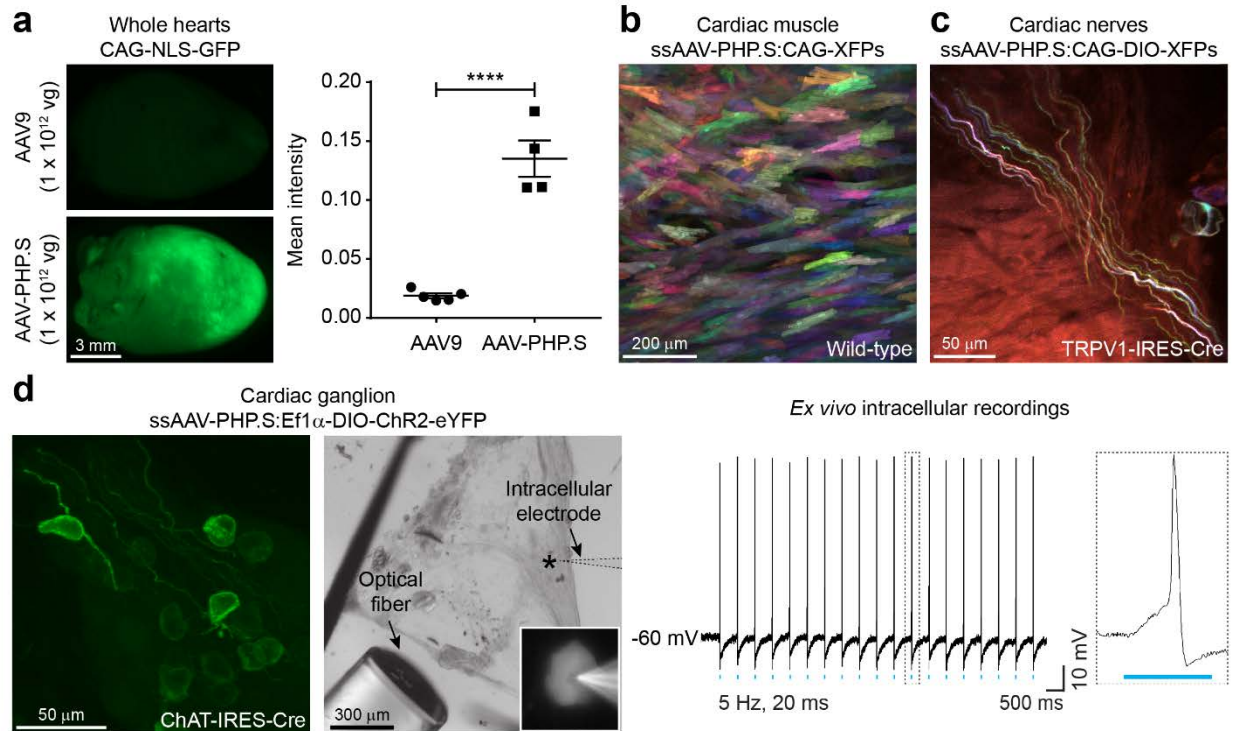 a
Whole hearts
CAG-NLS-GFP
AAV9
(1 x 10¹² vg)
AAV-PHP.S
(1 x 10¹² vg)
3 mm
Mean intensity
0.20
0.15
0.10
0.05
0.00
****
AAV9
AAV-PHP.S
b
Cardiac muscle
ssAAV-PHP.S:CAG-XFPs
200 µm
Wild-type
c
Cardiac nerves
ssAAV-PHP.S:CAG-DIO-XFPs
50 µm
TRPV1-IRES-Cre
d
Cardiac ganglion
ssAAV-PHP.S:Ef1α-DIO-ChR2-eYFP
50 µm
ChAT-IRES-Cre
Intracellular
electrode
*
Optical
fiber
300 µm
Ex vivo intracellular recordings
-60 mV
5 Hz, 20 ms
500 ms
10 mV